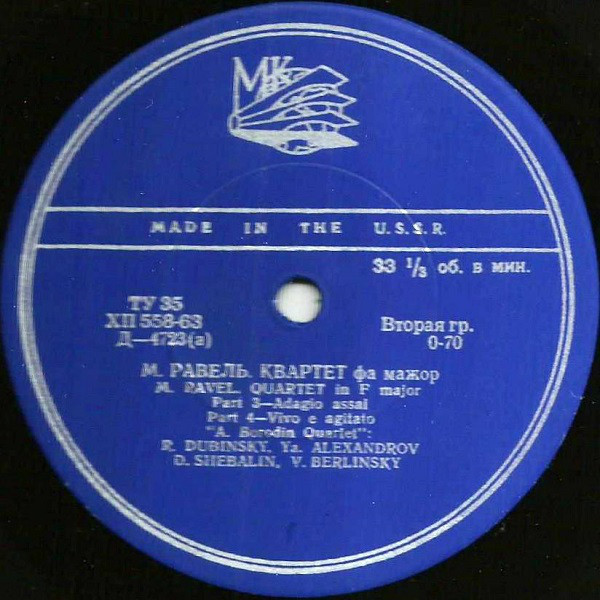 МК
MADE IN THE U.S.S.R.
33 ⅓ об. в мин.
ТУ 35
ХП 558-63
Д—4723(а)
Вторая гр.
0-70
М. РАВЕЛЬ. КВАРТЕТ фа мажор
M. RAVEL. QUARTET in F major
Part 3—Adagio assai
Part 4—Vivo e agitato
"A. Borodin Quartet":
R. DUBINSKY, Ya. ALEXANDROV
D. SHEBALIN, V. BERLINSKY